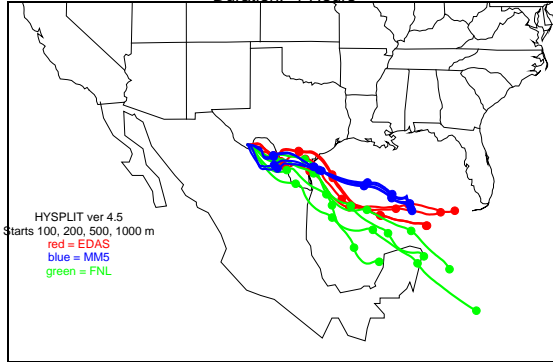 HYSPLIT ver 4.5
Starts 100, 200, 500, 1000 m
red = EDAS
blue = MM5
green = FNL